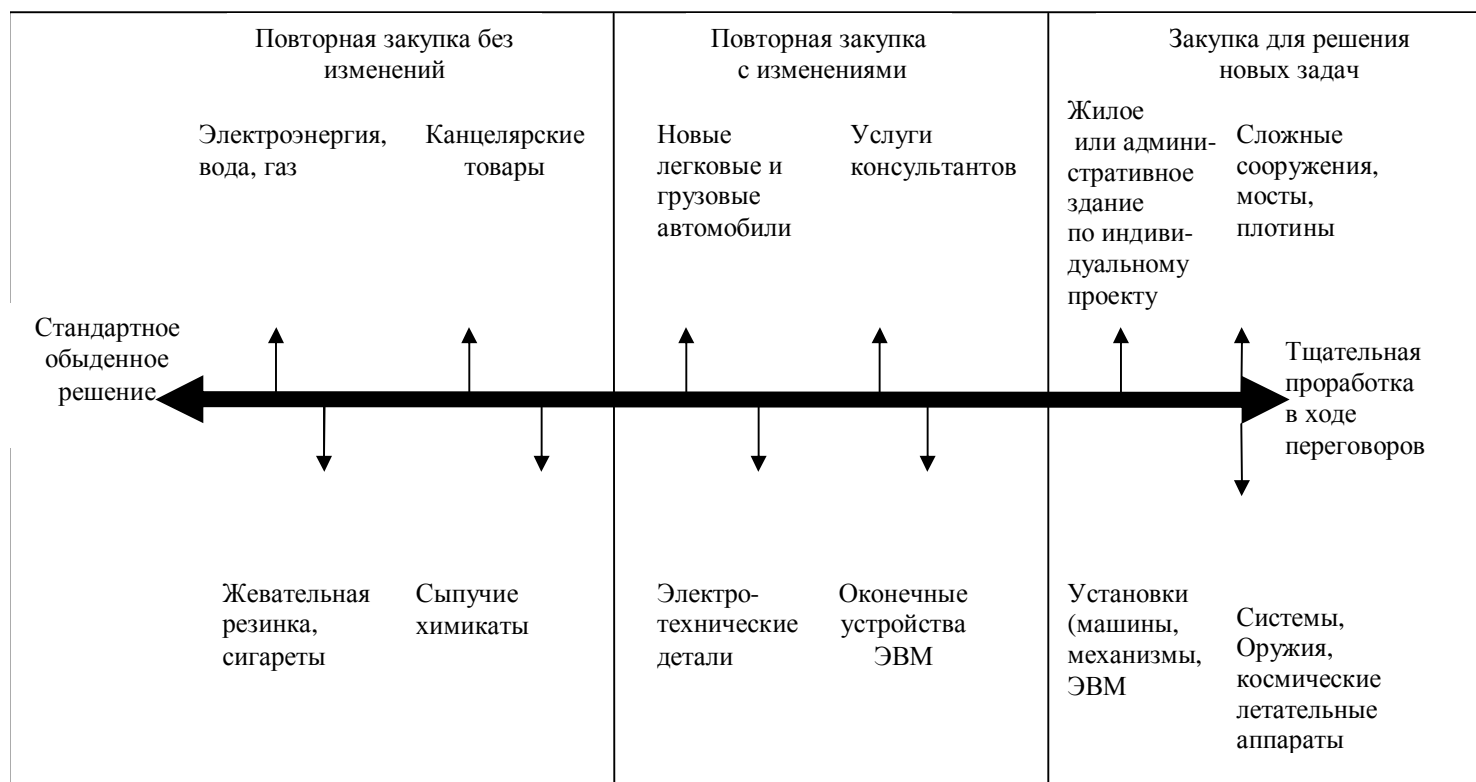 Повторная закупка без
изменений
Повторная закупка
с изменениями
Закупка для решения
новых задач
Электроэнергия,
вода, газ
Канцелярские
товары
Новые
легковые и
грузовые
автомобили
Услуги
консультантов
Жилое
или админи-
стративное
здание
по индиви-
дуальному
проекту
Сложные
сооружения,
мосты,
плотины
Стандартное
обыденное
решение
Тщательная
проработка
в ходе
переговоров
Жевательная
резинка,
сигареты
Сыпучие
химикаты
Электро-
технические
детали
Оконечные
устройства
ЭВМ
Установки
(машины,
механизмы,
ЭВМ
Системы,
Оружия,
космические
летательные
аппараты